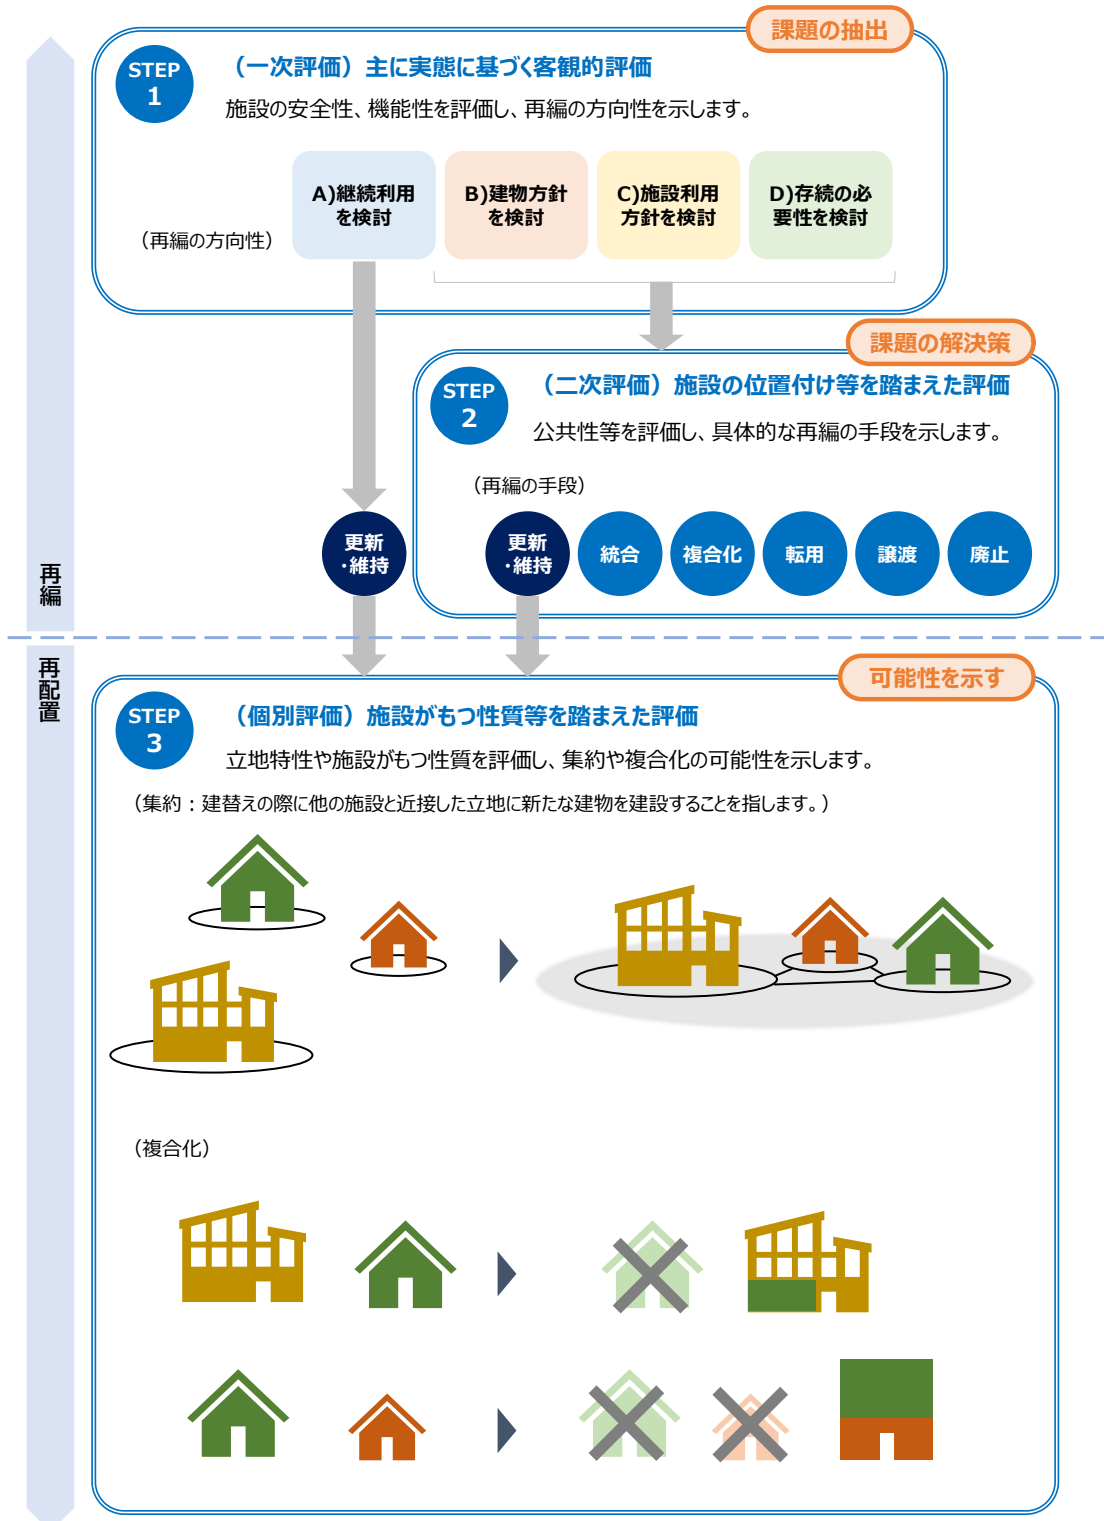 課題の抽出
STEP
1
（一次評価）主に実態に基づく客観的評価
施設の安全性、機能性を評価し、再編の方向性を示します。
A)継続利用
を検討
B)建物方針
を検討
C)施設利用
方針を検討
D)存続の必
要性を検討
（再編の方向性）
課題の解決策
STEP
2
（二次評価）施設の位置付け等を踏まえた評価
公共性等を評価し、具体的な再編の手段を示します。
（再編の手段）
更新
・維持
更新
・維持
統合
複合化
転用
譲渡
廃止
再編
再配置
可能性を示す
STEP
3
（個別評価）施設がもつ性質等を踏まえた評価
立地特性や施設がもつ性質を評価し、集約や複合化の可能性を示します。
（集約：建替えの際に他の施設と近接した立地に新たな建物を建設することを指します。）
（複合化）